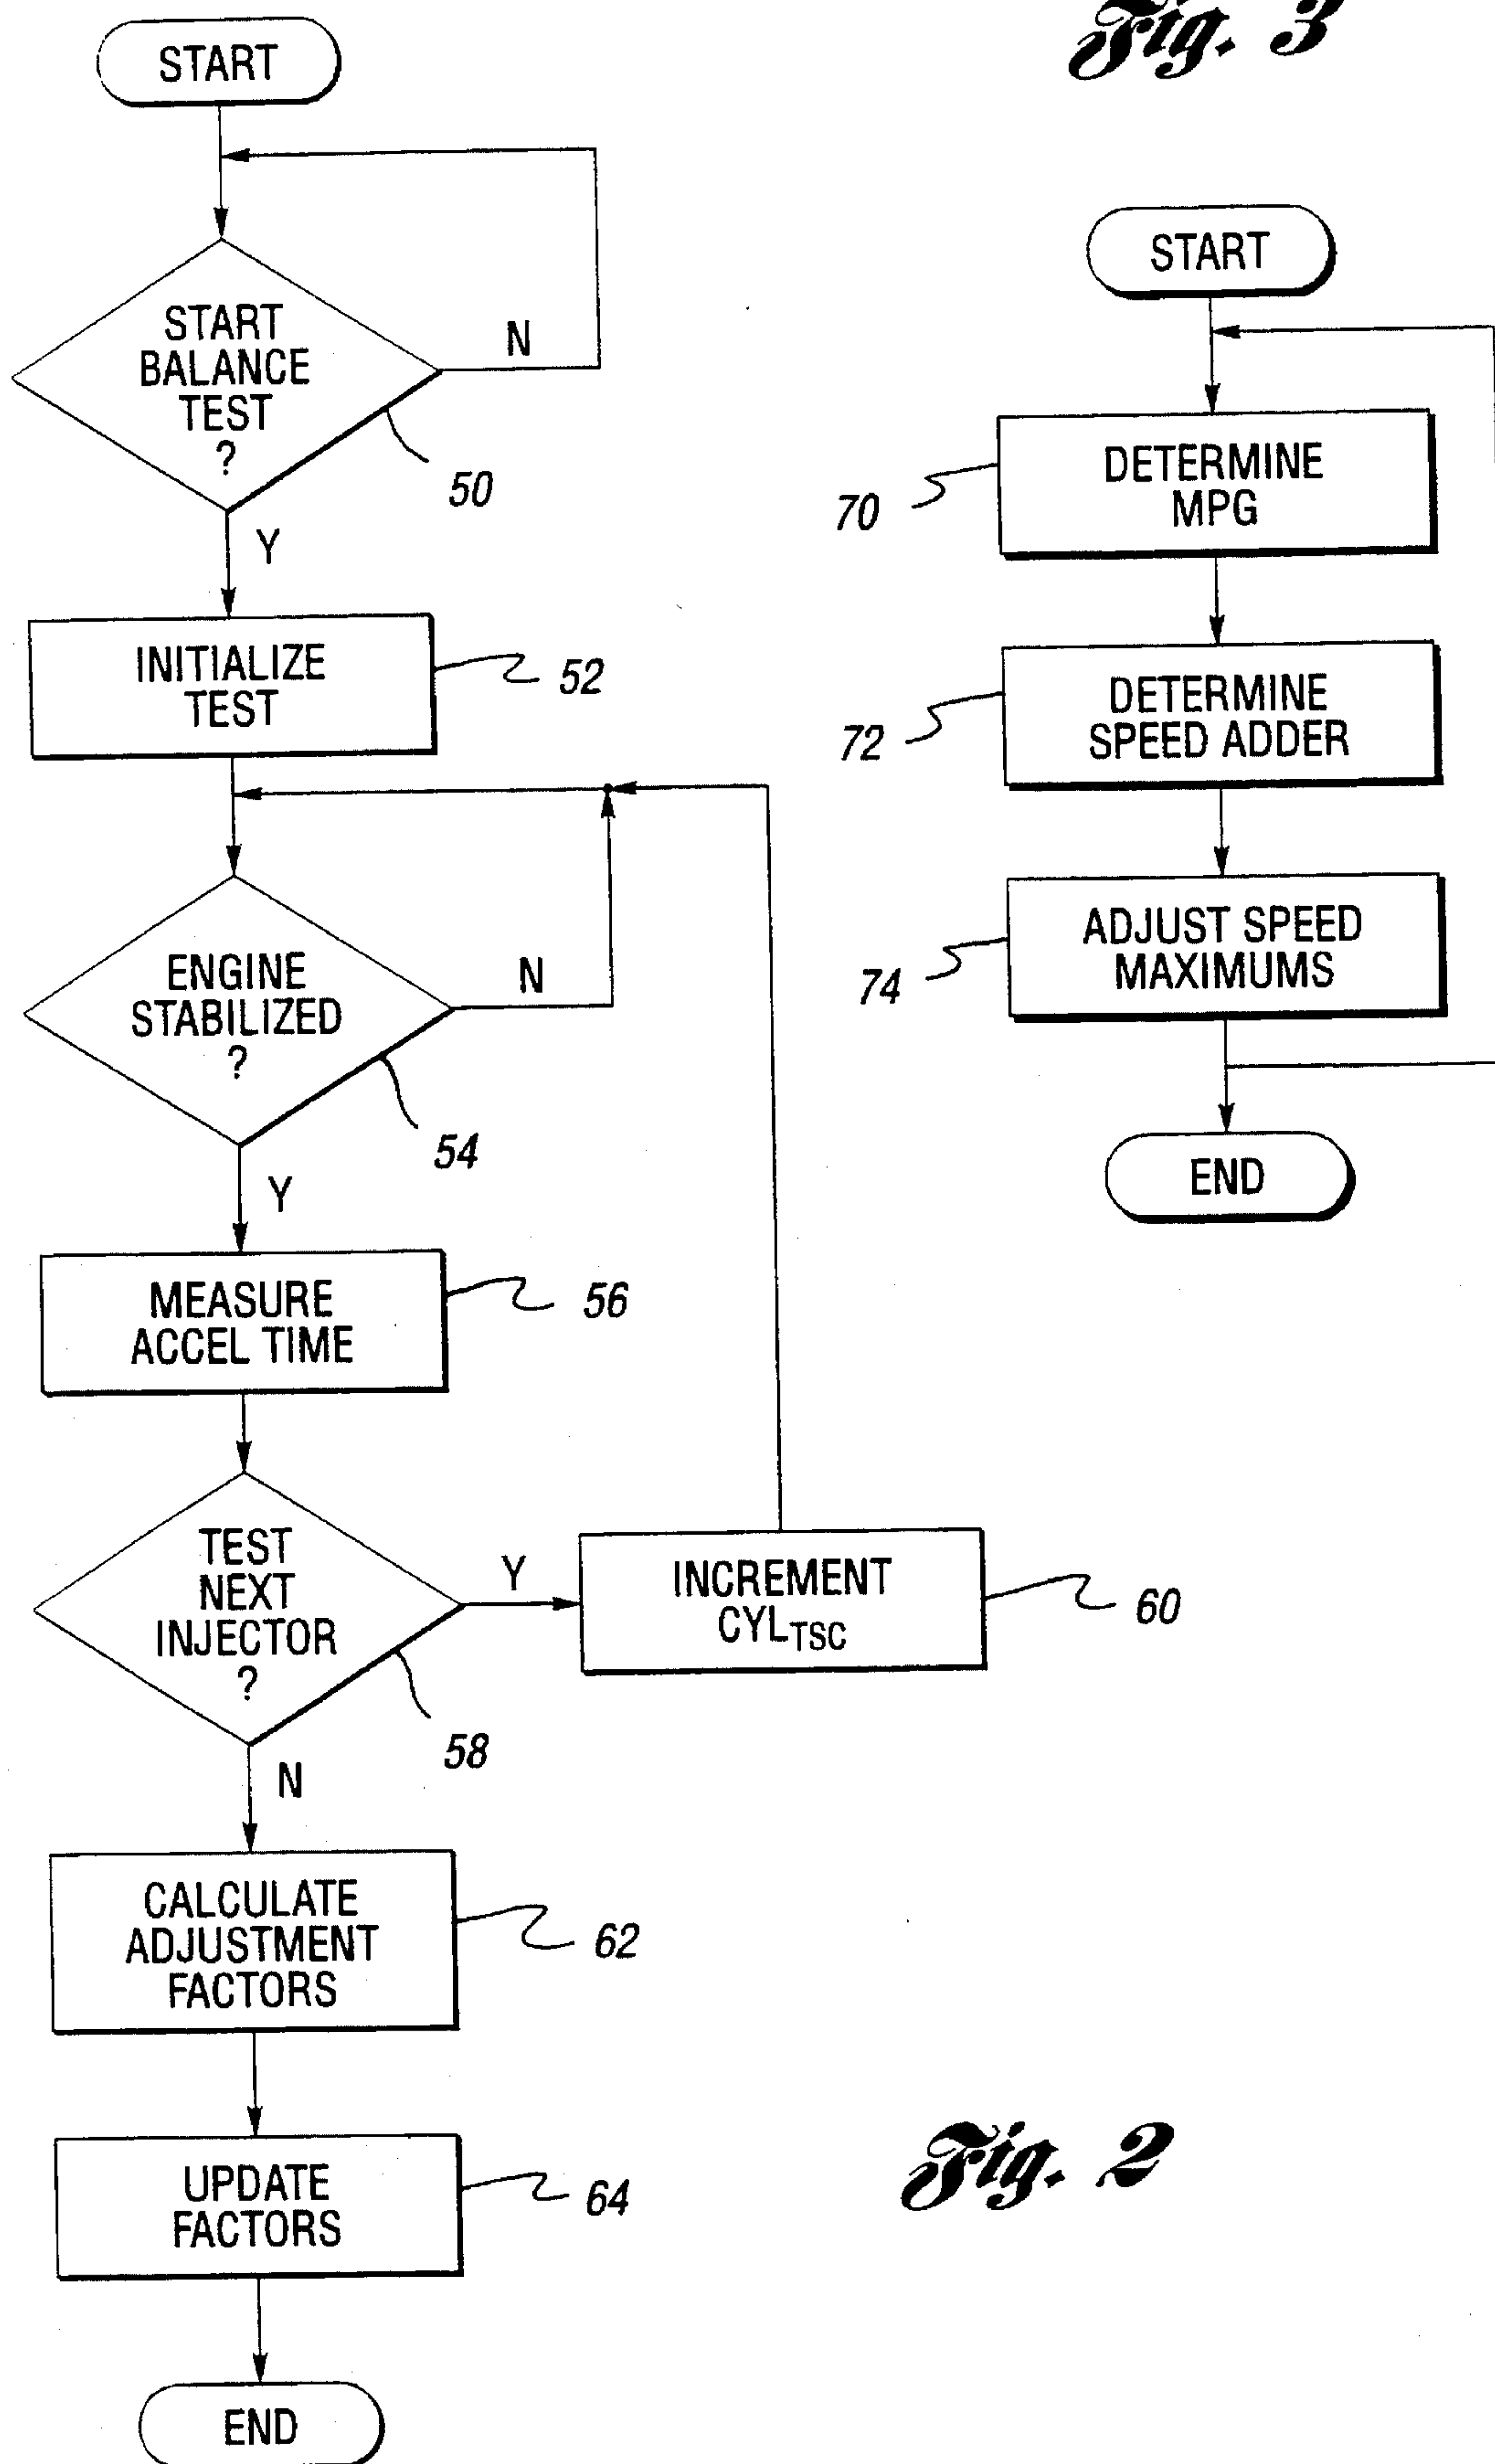 Fig. 3
START
START
BALANCE
TEST
?
N
50
Y
INITIALIZE
TEST
52
ENGINE
STABILIZED
?
N
54
Y
MEASURE
ACCEL TIME
56
TEST
NEXT
INJECTOR
?
Y
58
N
INCREMENT
CYLTSC
60
CALCULATE
ADJUSTMENT
FACTORS
62
UPDATE
FACTORS
64
END
Fig. 2
START
DETERMINE
MPG
70
DETERMINE
SPEED ADDER
72
ADJUST SPEED
MAXIMUMS
74
END